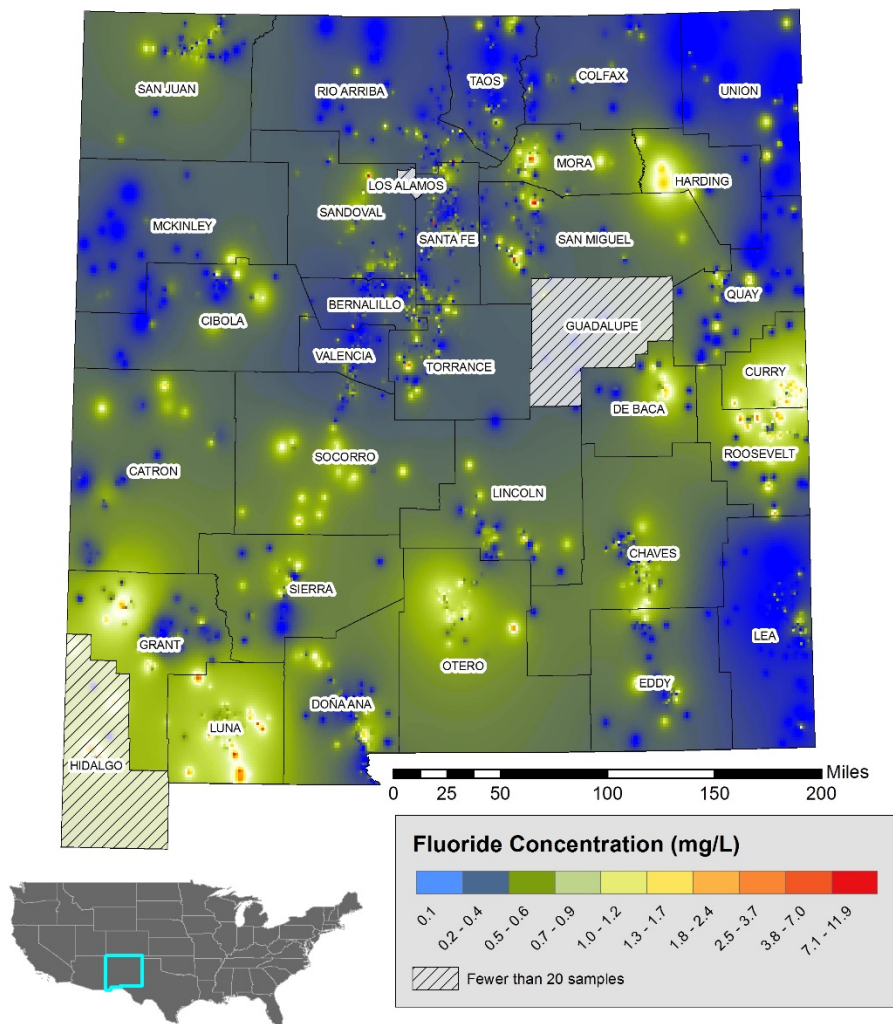 SAN JUAN
RIO ARRIBA
TAOS
COLFAX
UNION
MORA
HARDING
LOS ALAMOS
SANDOVAL
MCKINLEY
SANTA FE
SAN MIGUEL
QUAY
BERNALILLO
CIBOLA
GUADALUPE
VALENCIA
TORRANCE
CURRY
DE BACA
ROOSEVELT
SOCORRO
CATRON
LINCOLN
CHAVES
SIERRA
GRANT
LEA
OTERO
EDDY
DOÑA ANA
LUNA
HIDALGO
Miles
0 50 100 150 200
Fluoride Concentration (mg/L)
0.1 0.2-0.4 0.5-0.6 0.7-0.9 1.0-1.2 1.3-1.7 1.8-2.4 2.5-3.7 3.8-7.0 7.1-11.9
Fewer than 20 samples